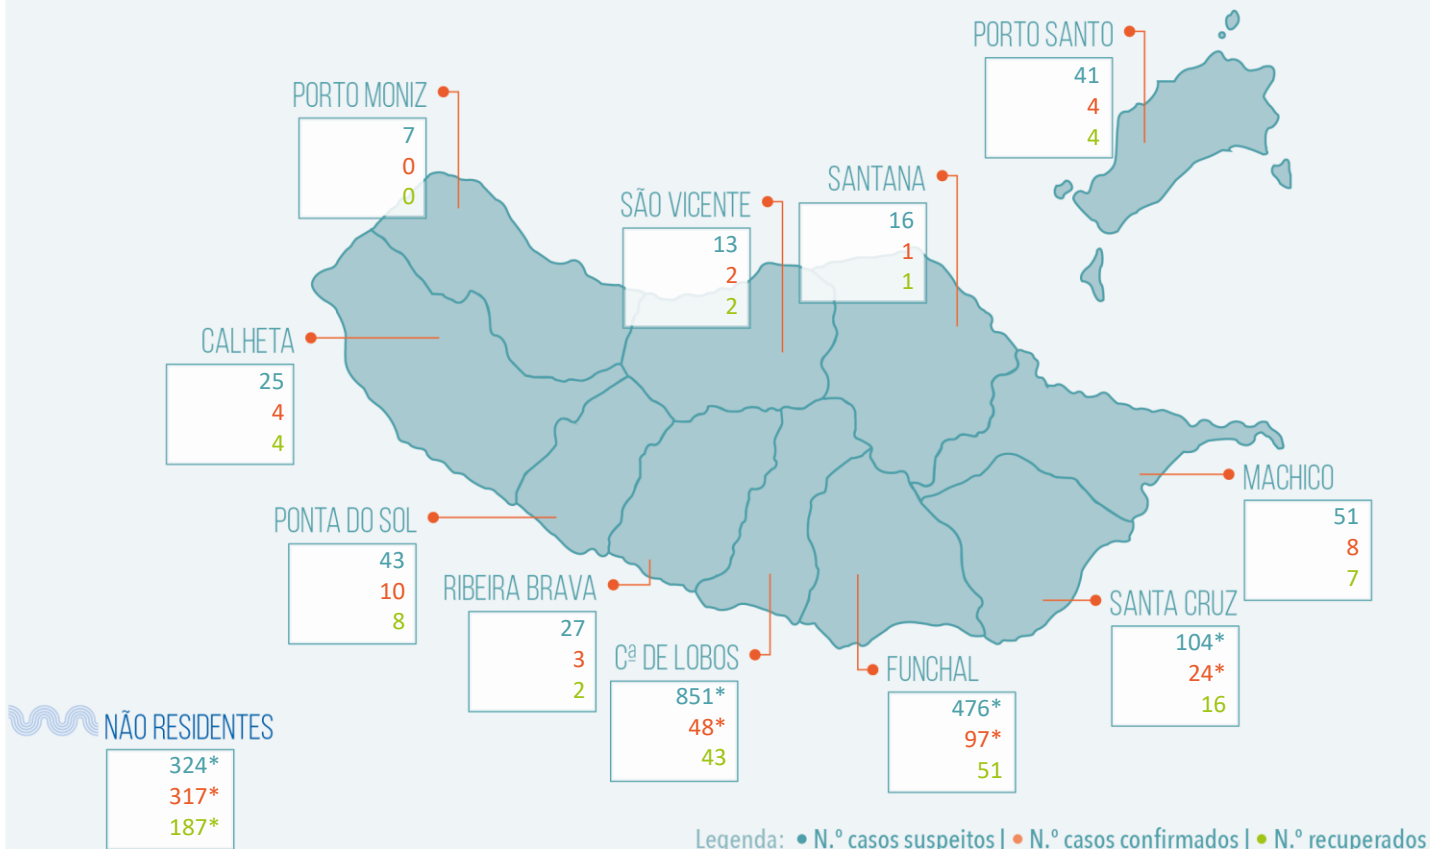 PORTO SANTO
41
4
4
PORTO MONIZ
7
0
0
SANTANA
16
1
1
SÃO VICENTE
13
2
2
CALHETA
25
4
4
MACHICO
51
8
7
PONTA DO SOL
43
10
8
RIBEIRA BRAVA
27
3
2
SANTA CRUZ
104*
24*
16
Cª DE LOBOS
851*
48*
43
FUNCHAL
476*
97*
51
NÃO RESIDENTES
324*
317*
187*
Legenda: • N.º casos suspeitos | • N.º casos confirmados | • N.º recuperados